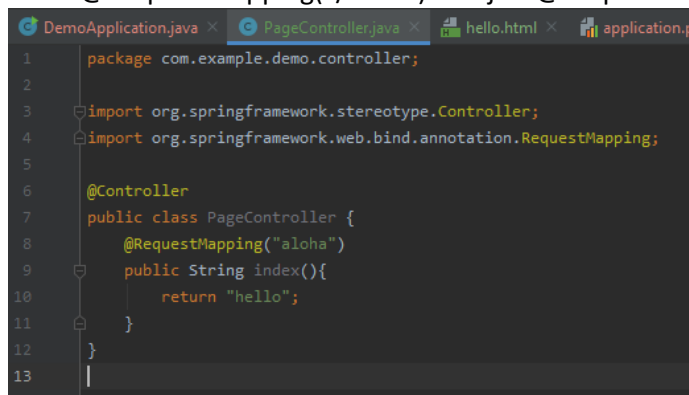 DemoApplication.java × PageController.java × hello.html × application.p
1 package com.example.demo.controller;
2
3 import org.springframework.stereotype.Controller;
4 import org.springframework.web.bind.annotation.RequestMapping;
5
6 @Controller
7 public class PageController {
8 @RequestMapping("aloha")
9 public String index(){
10 return "hello";
11 }
12 }
13